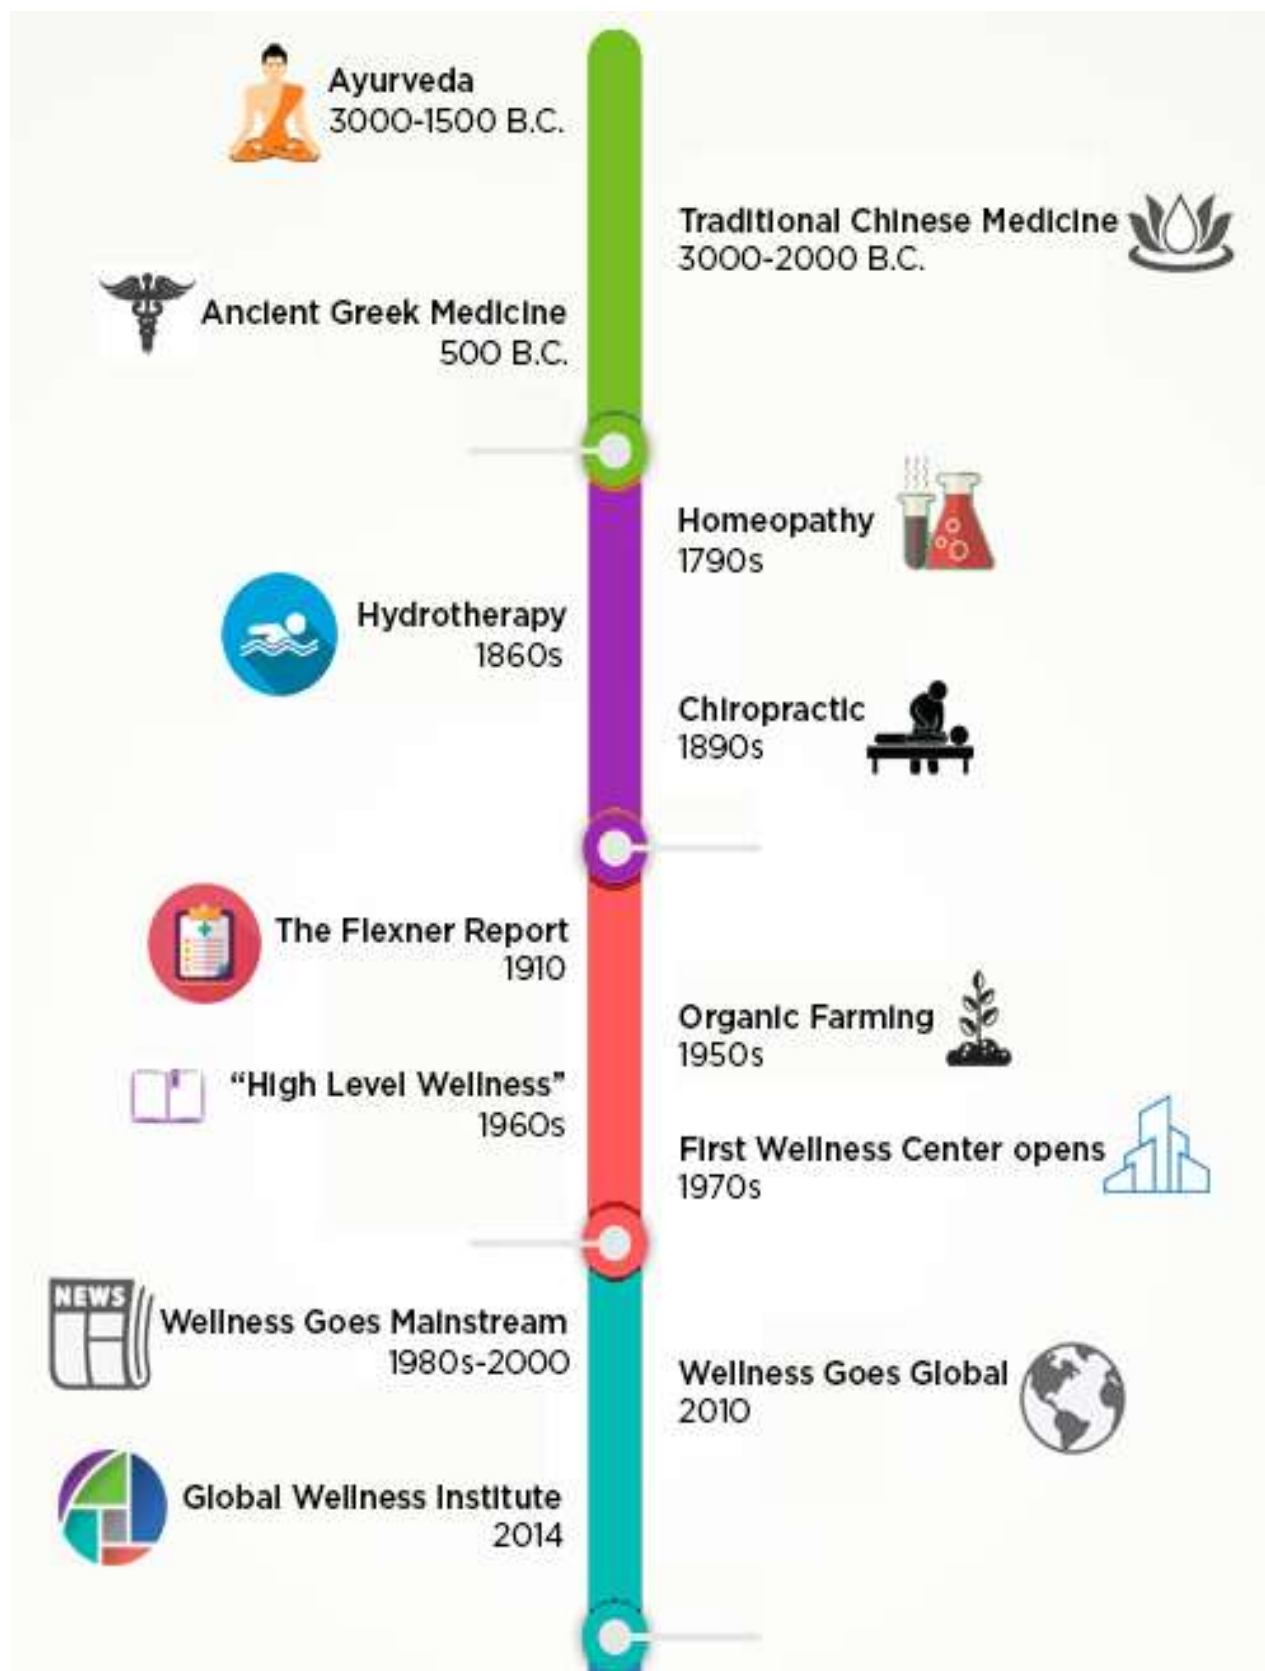 Ayurveda
3000-1500 B.C.
Traditional Chinese Medicine
3000-2000 B.C.
Ancient Greek Medicine
500 B.C.
Homeopathy
1790s
Hydrotherapy
1860s
Chiropractic
1890s
The Flexner Report
1910
Organic Farming
1950s
“High Level Wellness”
1960s
First Wellness Center opens
1970s
NEWS
Wellness Goes Mainstream
1980s-2000
Wellness Goes Global
2010
Global Wellness Institute
2014